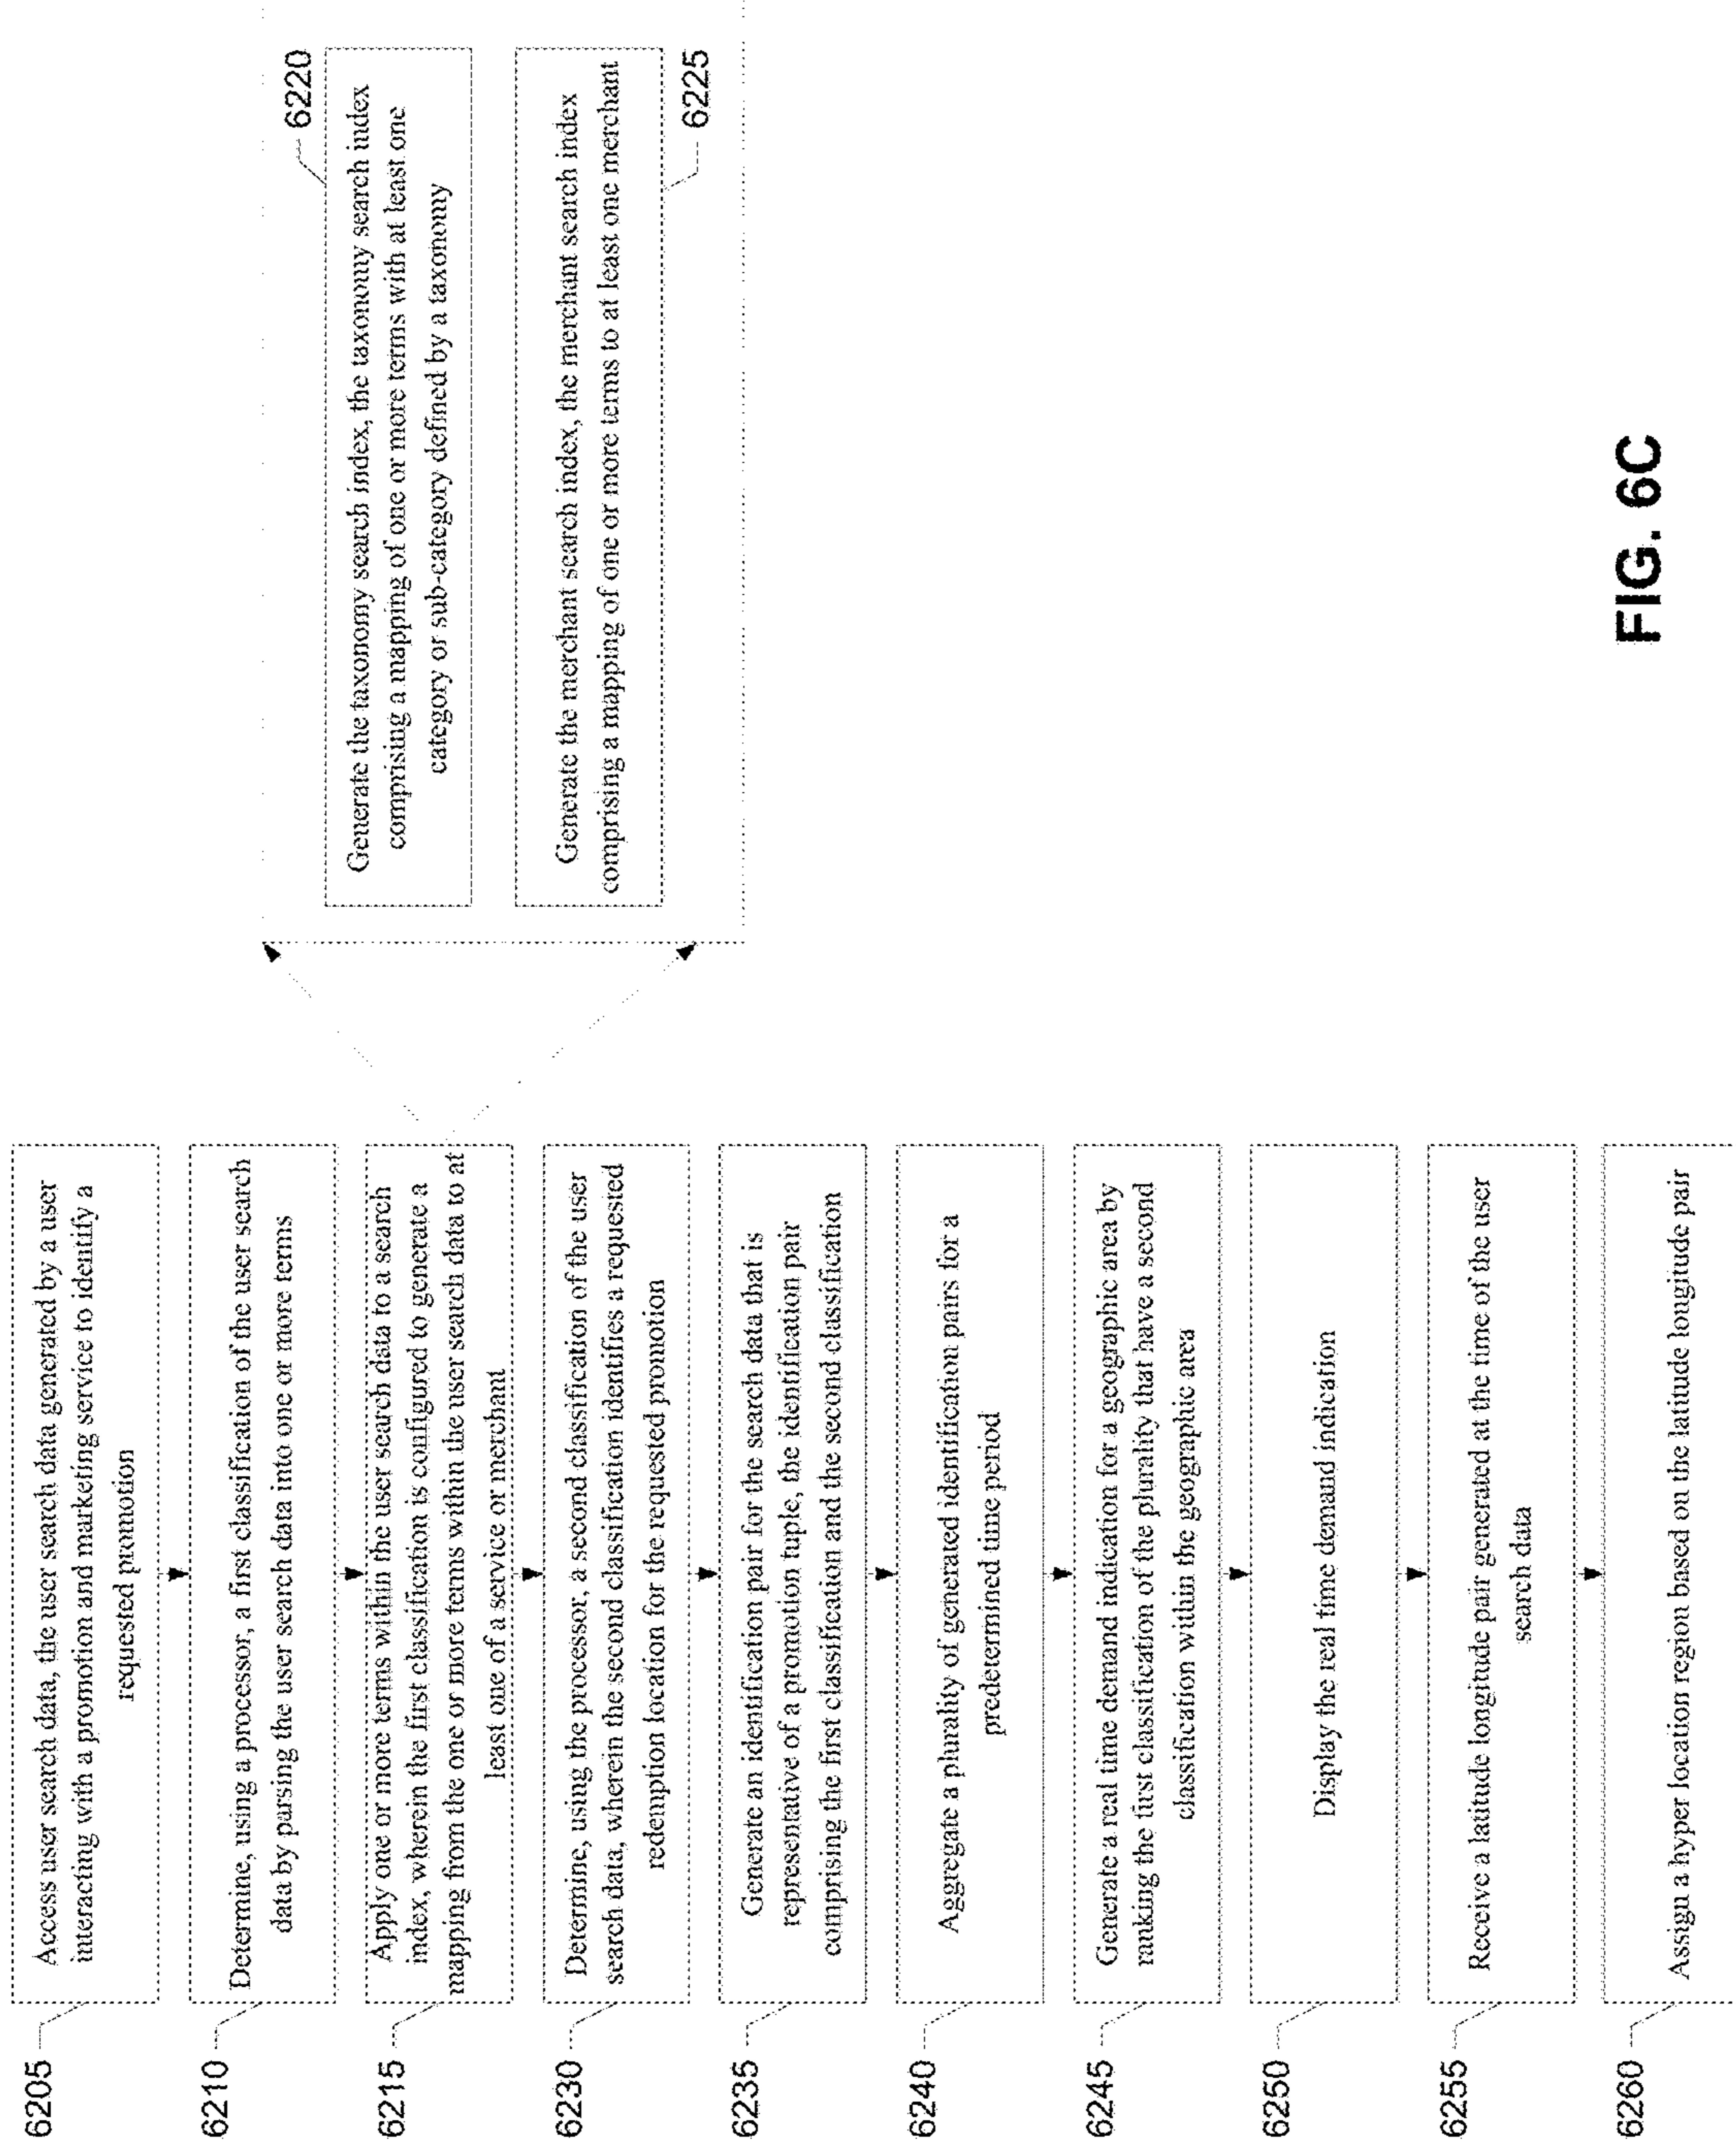 6205
Access user search data, the user search data generated by a user
interacting with a promotion and marketing service to identify a
requested promotion
6210
Determine, using a processor, a first classification of the user search
data by parsing the user search data into one or more terms
6215
Apply one or more terms within the user search data to a search
index, wherein the first classification is configured to generate a
mapping from the one or more terms within the user search data to at
least one of a service or merchant
6220
Generate the taxonomy search index, the taxonomy search index
comprising a mapping of one or more terms with at least one
category or sub-category defined by a taxonomy
Generate the merchant search index, the merchant search index
comprising a mapping of one or more terms to at least one merchant
6225
6230
Determine, using the processor, a second classification of the user
search data, wherein the second classification identifies a requested
redemption location for the requested promotion
6235
Generate an identification pair for the search data that is
representative of a promotion tuple, the identification pair
comprising the first classification and the second classification
6240
Aggregate a plurality of generated identification pairs for a
predetermined time period
6245
Generate a real time demand indication for a geographic area by
ranking the first classification of the plurality that have a second
classification within the geographic area
6250
Display the real time demand indication
6255
Receive a latitude longitude pair generated at the time of the user
search data
6260
Assign a hyper location region based on the latitude longitude pair
FIG. 6C